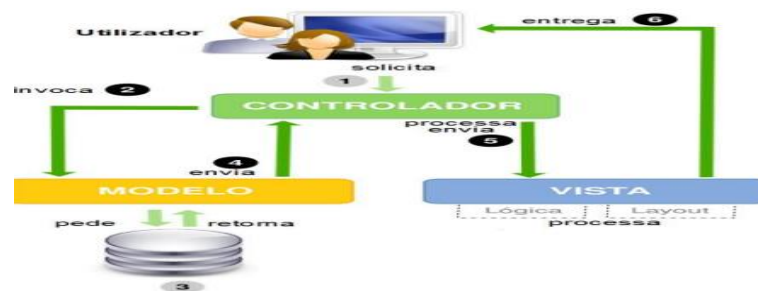 entrega 6
Utilizador
solicita
1
invoca 2
CONTROLADOR
processa
envia
5
4
envia
MODELO
VISTA
Lógica Layout
pede retorna
processa
3